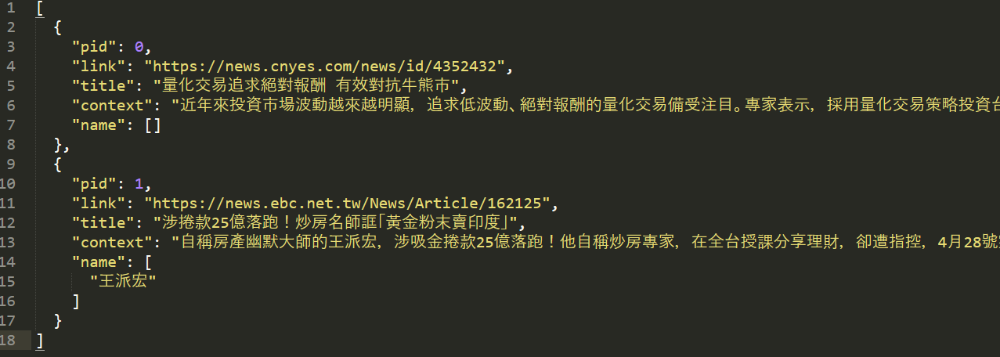 1 [
2 {
3 "pid": 0,
4 "link": "https://news.cnyes.com/news/id/4352432",
5 "title": "量化交易追求絕對報酬 有效對抗牛熊市",
6 "context": "近年來投資市場波動越來越明顯，追求低波動、絕對報酬的量化交易備受注目。專家表示，採用量化交易策略投資台
7 "name": []
8 },
9 {
10 "pid": 1,
11 "link": "https://news.ebc.net.tw/News/Article/162125",
12 "title": "涉捲款25億落跑！炒房名師誆「黃金粉末賣印度」",
13 "context": "自稱房產幽默大師的王派宏，涉吸金捲款25億落跑！他自稱炒房專家，在全台授課分享理財，卻遭指控，4月28號
14 "name": [
15 "王派宏"
16 ]
17 }
18 ]